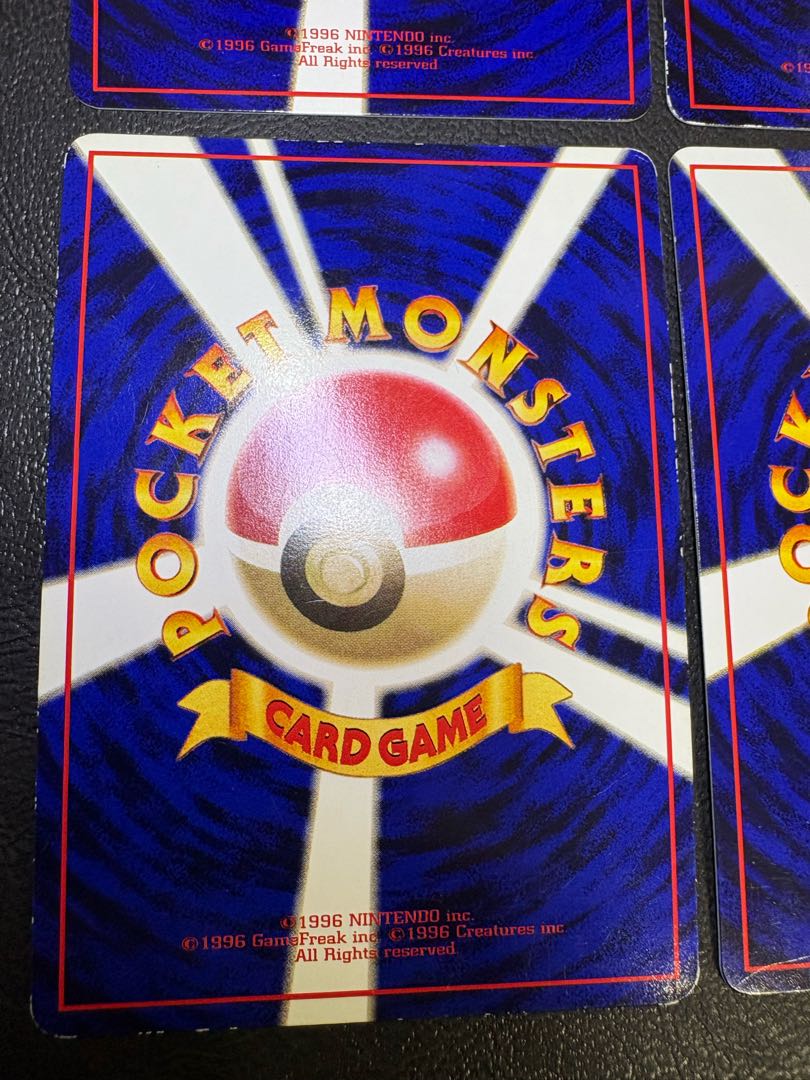 ©1996 NINTENDO inc.
©1996 GameFreak inc ©1996 Creatures inc
All Rights reserved
POCKET MONSTERS
CARD GAME
©1996 NINTENDO inc.
©1996 GameFreak inc ©1996 Creatures inc
All Rights reserved